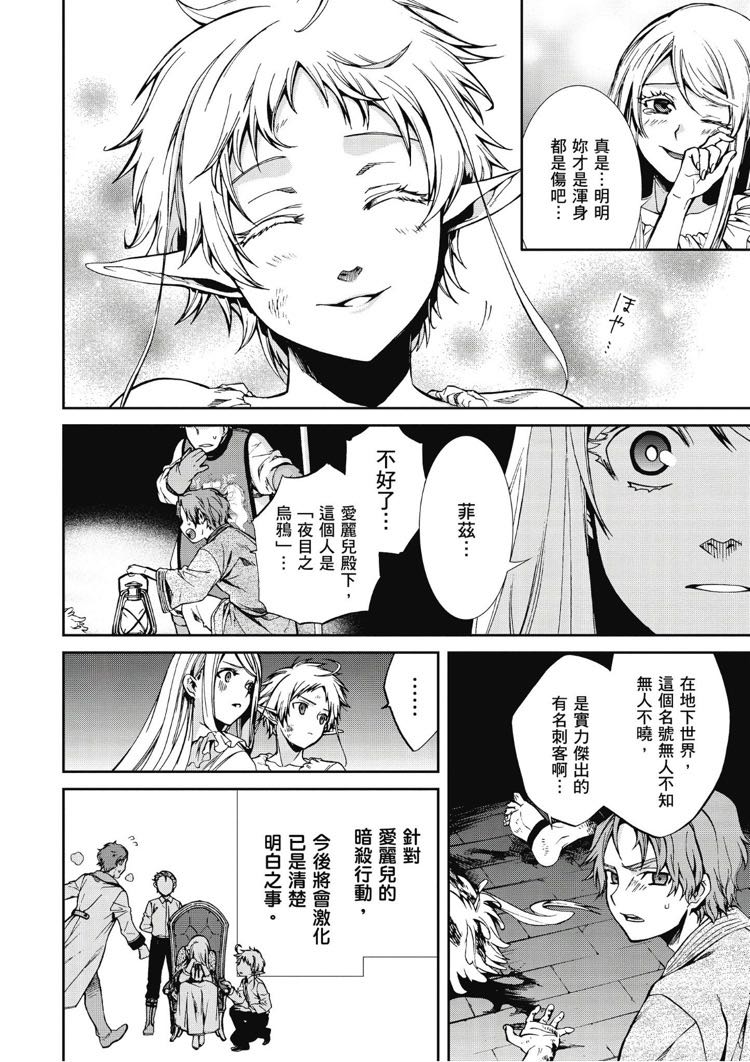 真是…明明
妳才是渾身
都是傷吧…
ほゃ…
菲茲…
不好了…
愛麗兒殿下，
這個人是
「夜目之
烏鴉」…
在地下世界，
這個名號無人不知
無人不曉，
是實力傑出的
有名刺客啊…
……
針對
愛麗兒的
暗殺行動，
今後將會激化
已是清楚
明白之事。